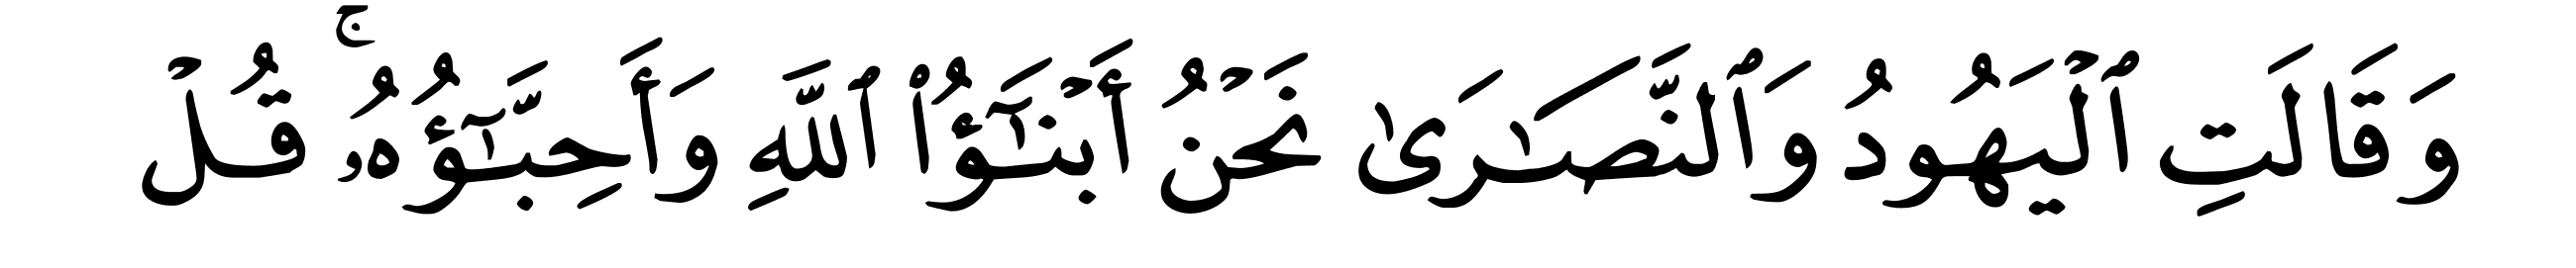 وَقَالَتِ ٱلْيَهُودُ وَٱلنَّصَـٰرَىٰ نَحْنُ أَبْنَـٰٓؤُا۟ ٱللَّهِ وَأَحِبَّـٰٓؤُهُۥ ۚ قُلْ